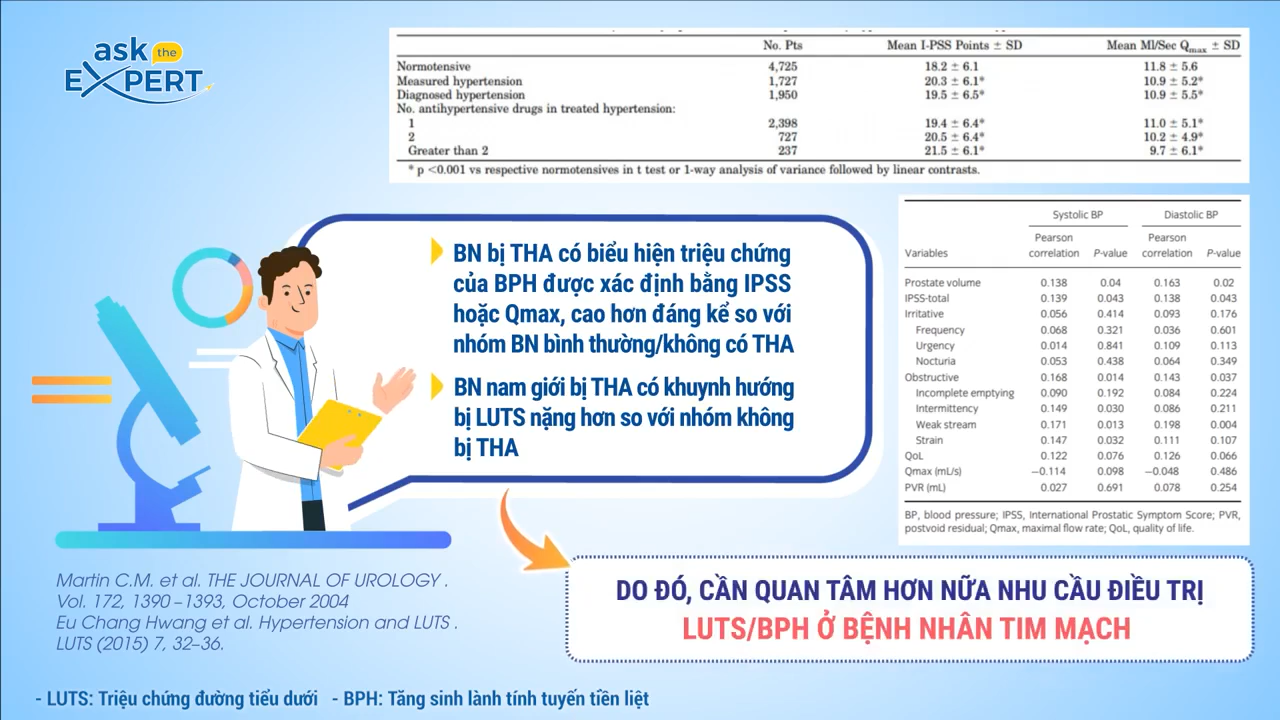 ask the
EXPERT
No. Pts Mean I-PSS Points ± SD Mean Ml/Sec Qmax ± SD
Normotensive 4,725 18.2 ± 6.1 11.8 ± 5.6
Measured hypertension 1,727 20.3 ± 6.1* 10.9 ± 5.2*
Diagnosed hypertension 1,950 19.5 ± 6.5* 10.9 ± 5.5*
No. antihypertensive drugs in treated hypertension:
1 2,398 19.4 ± 6.4* 11.0 ± 5.1*
2 727 20.5 ± 6.4* 10.2 ± 4.9*
Greater than 2 237 21.5 ± 6.1* 9.7 ± 6.1*
* p <0.001 vs respective normotensives in t test or 1-way analysis of variance followed by linear contrasts.
BN bị THA có biểu hiện triệu chứng
của BPH được xác định bằng IPSS
hoặc Qmax, cao hơn đáng kể so với
nhóm BN bình thường/không có THA
BN nam giới bị THA có khuynh hướng
bị LUTS nặng hơn so với nhóm không
bị THA
Systolic BP Diastolic BP
Variables Pearson correlation P-value Pearson correlation P-value
Prostate volume 0.138 0.04 0.163 0.02
IPSS-total 0.139 0.043 0.138 0.043
Irritative 0.056 0.414 0.093 0.176
Frequency 0.068 0.321 0.036 0.601
Urgency 0.014 0.841 0.109 0.113
Nocturia 0.053 0.438 0.064 0.349
Obstructive 0.168 0.014 0.143 0.037
Incomplete emptying 0.090 0.192 0.084 0.224
Intermittency 0.149 0.030 0.086 0.211
Weak stream 0.171 0.013 0.198 0.004
Strain 0.147 0.032 0.111 0.107
QoL 0.122 0.076 0.126 0.066
Qmax (mL/s) −0.114 0.098 −0.048 0.486
PVR (mL) 0.027 0.691 0.078 0.254
BP, blood pressure; IPSS, International Prostatic Symptom Score; PVR,
postvoid residual; Qmax, maximal flow rate; QoL, quality of life.
DO ĐÓ, CẦN QUAN TÂM HƠN NỮA NHU CẦU ĐIỀU TRỊ
LUTS/BPH Ở BỆNH NHÂN TIM MẠCH
Martin C.M. et al. THE JOURNAL OF UROLOGY .
Vol. 172, 1390 –1393, October 2004
Eu Chang Hwang et al. Hypertension and LUTS .
LUTS (2015) 7, 32–36.
- LUTS: Triệu chứng đường tiểu dưới - BPH: Tăng sinh lành tính tuyến tiền liệt